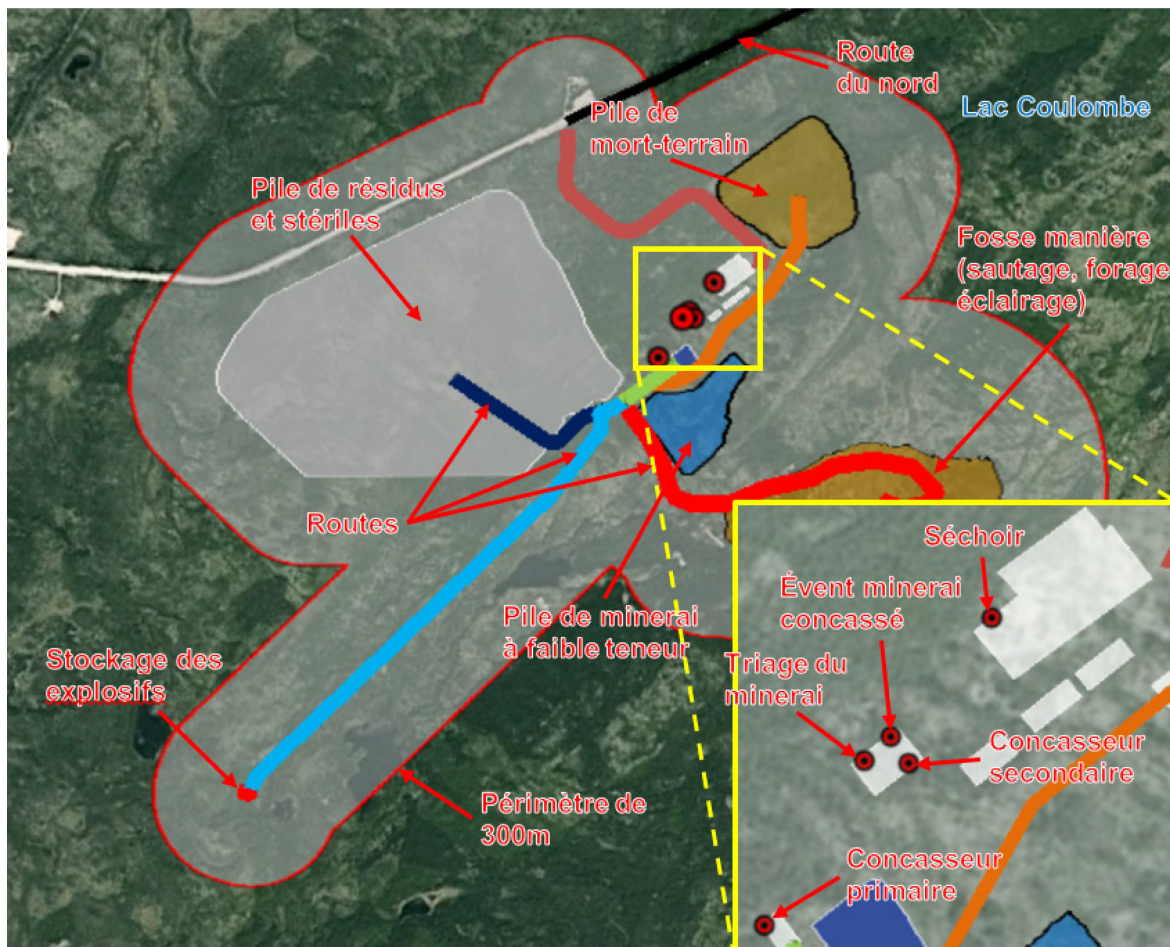 Route
du nord
Lac Coulombe
Pile de
mort-terrain
Pile de résidus
et stériles
Fosse manière
(sautage, forage
éclairage)
Routes
Pile de minerai
à faible teneur
Stockage des
explosifs
Périmètre de
300m
Séchoir
Évent minerai
concassé
Triage du
minerai
Concasseur
secondaire
Concasseur
primaire